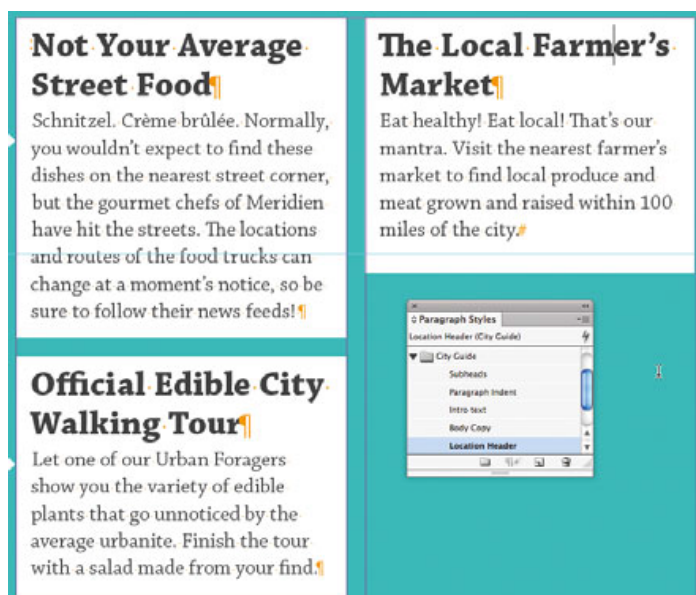 Not Your Average
Street Food¶
Schnitzel. Crème brûlée. Normally,
you wouldn't expect to find these
dishes on the nearest street corner,
but the gourmet chefs of Meridien
have hit the streets. The locations
and routes of the food trucks can
change at a moment's notice, so be
sure to follow their news feeds!¶
Official Edible City
Walking Tour¶
Let one of our Urban Foragers
show you the variety of edible
plants that go unnoticed by the
average urbanite. Finish the tour
with a salad made from your find.¶
The Local Farmer's
Market¶
Eat healthy! Eat local! That's our
mantra. Visit the nearest farmer's
market to find local produce and
meat grown and raised within 100
miles of the city.#
Paragraph Styles
Location Header (City Guide)
City Guide
Subheads
Paragraph Indent
Intro text
Body Copy
Location Header